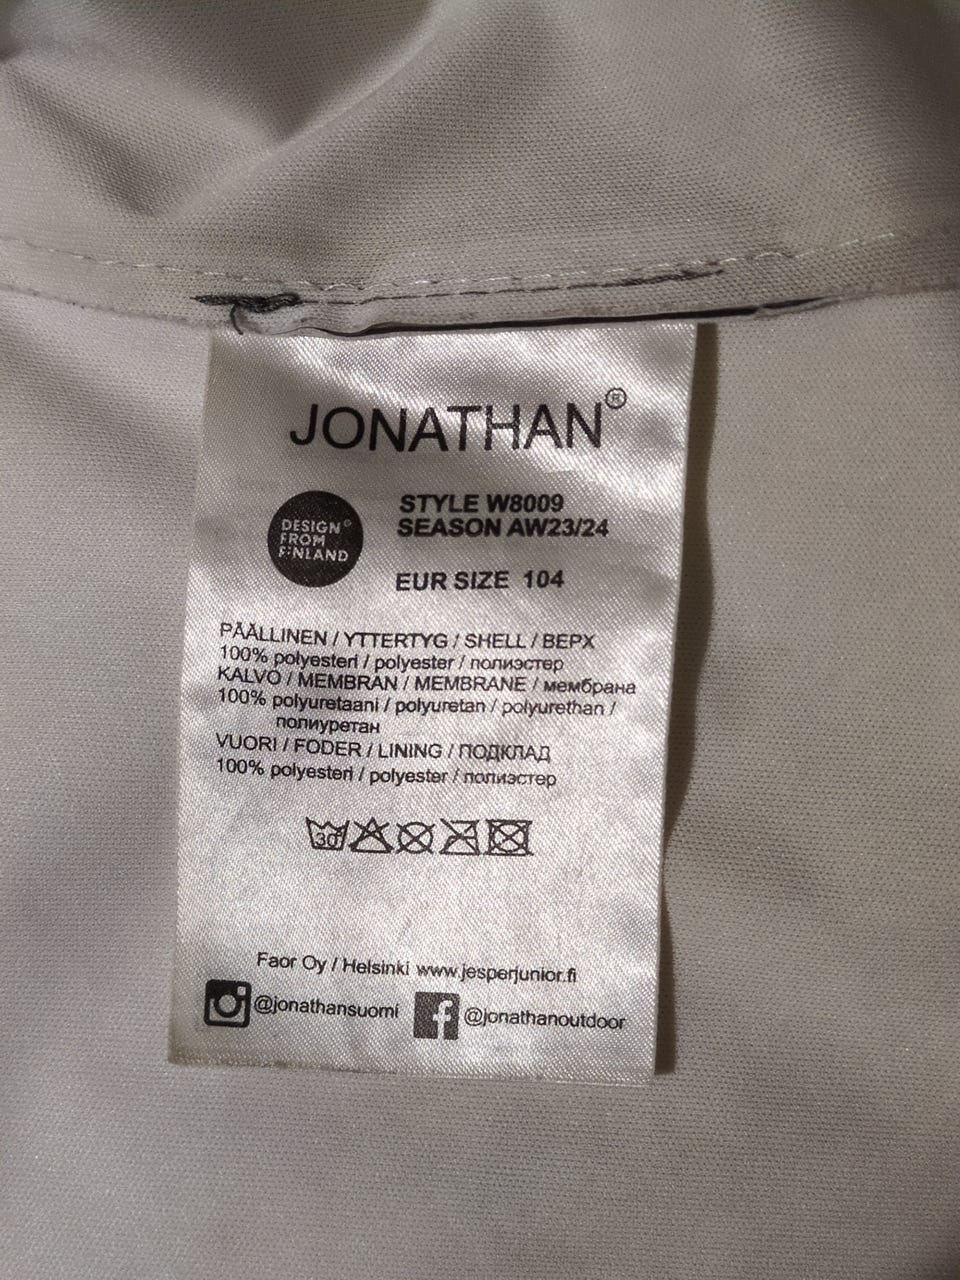 JONATHAN®
DESIGN®
FROM
FINLAND
STYLE W8009
SEASON AW23/24
EUR SIZE 104
PÄÄLLINEN / YTTERTYG / SHELL / ВЕРХ
100% polyesteri / polyester / полиэстер
KALVO / MEMBRAN / MEMBRANE / мембрана
100% polyuretaani / polyuretan / polyurethan /
полиуретан
VUORI / FODER / LINING / ПОДКЛАД
100% polyesteri / polyester / полиэстер
30°
Faor Oy / Helsinki www.jesperjunior.fi
@jonathansuomi
f @jonathanoutdoor